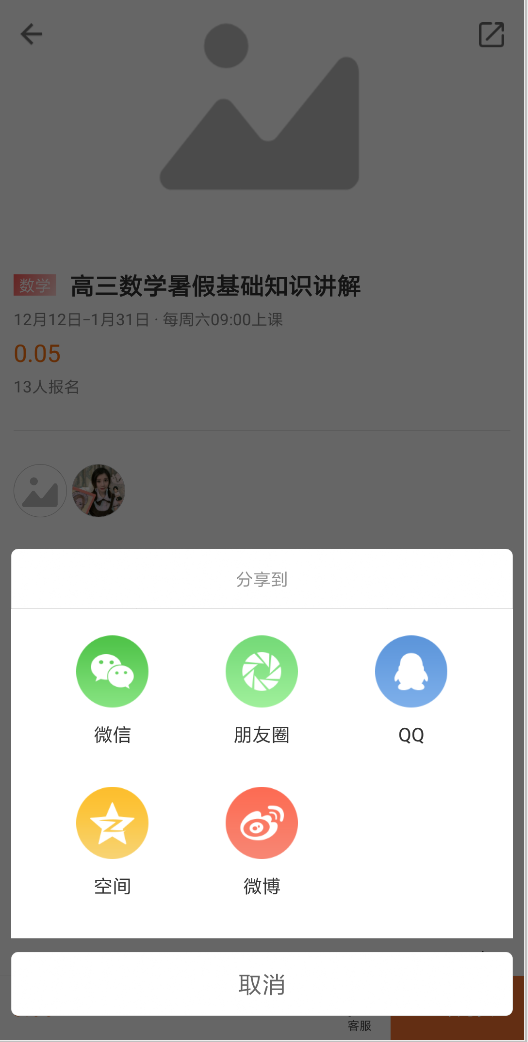 数学 高三数学暑假基础知识讲解
12月12日-1月31日 · 每周六09:00上课
0.05
13人报名
分享到
微信 朋友圈 QQ
空间 微博
取消
客服